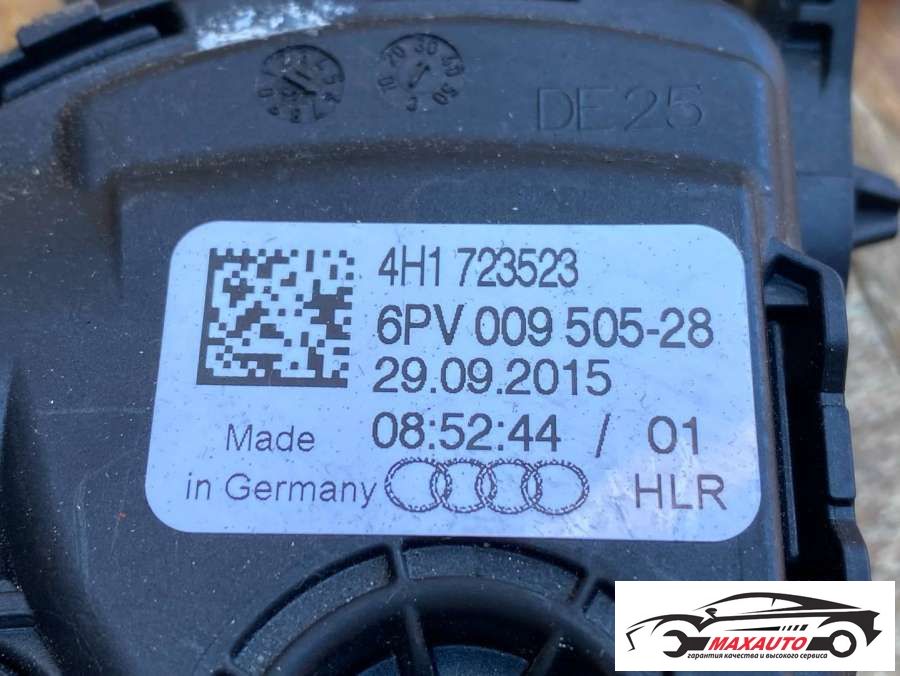 DE25
4H1 723523
6PV 009 505-28
29.09.2015
08:52:44 / 01
Made
in Germany
HLR
MAXAUTO
гарантия качества и высокого сервиса